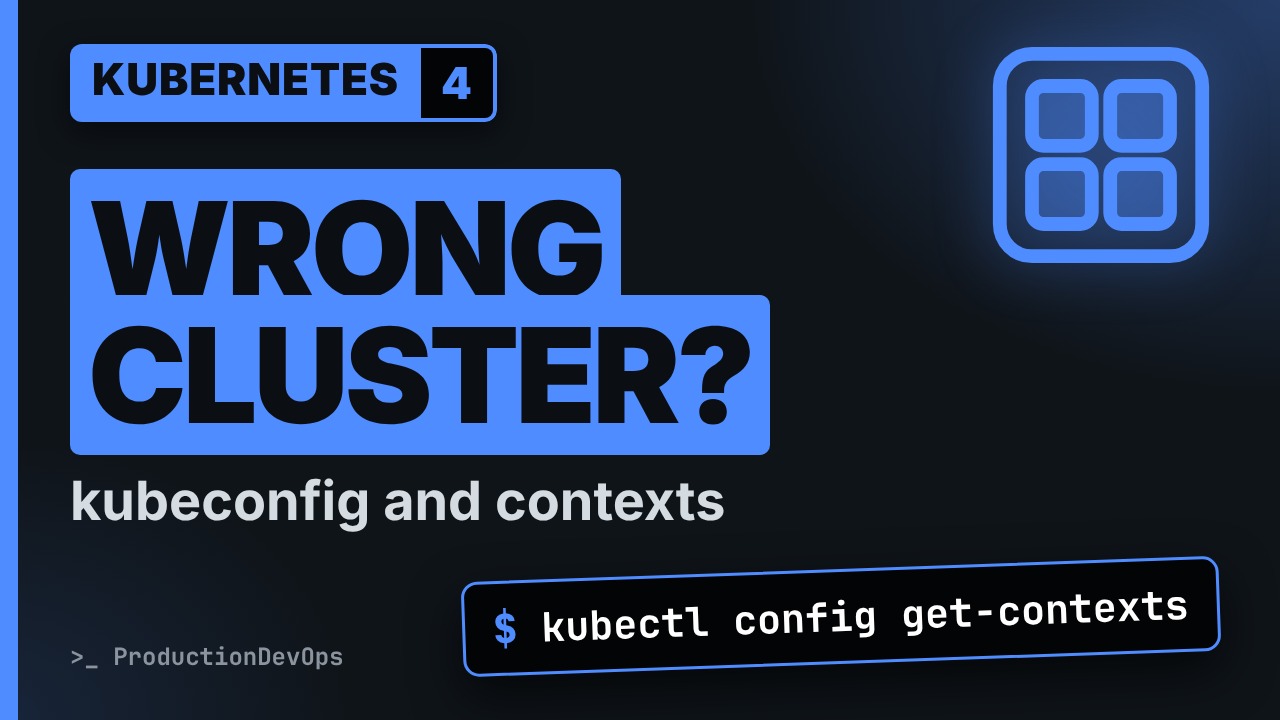 KUBERNETES 4
WRONG
CLUSTER?
kubeconfig and contexts
$ kubectl config get-contexts
>_ ProductionDevOps